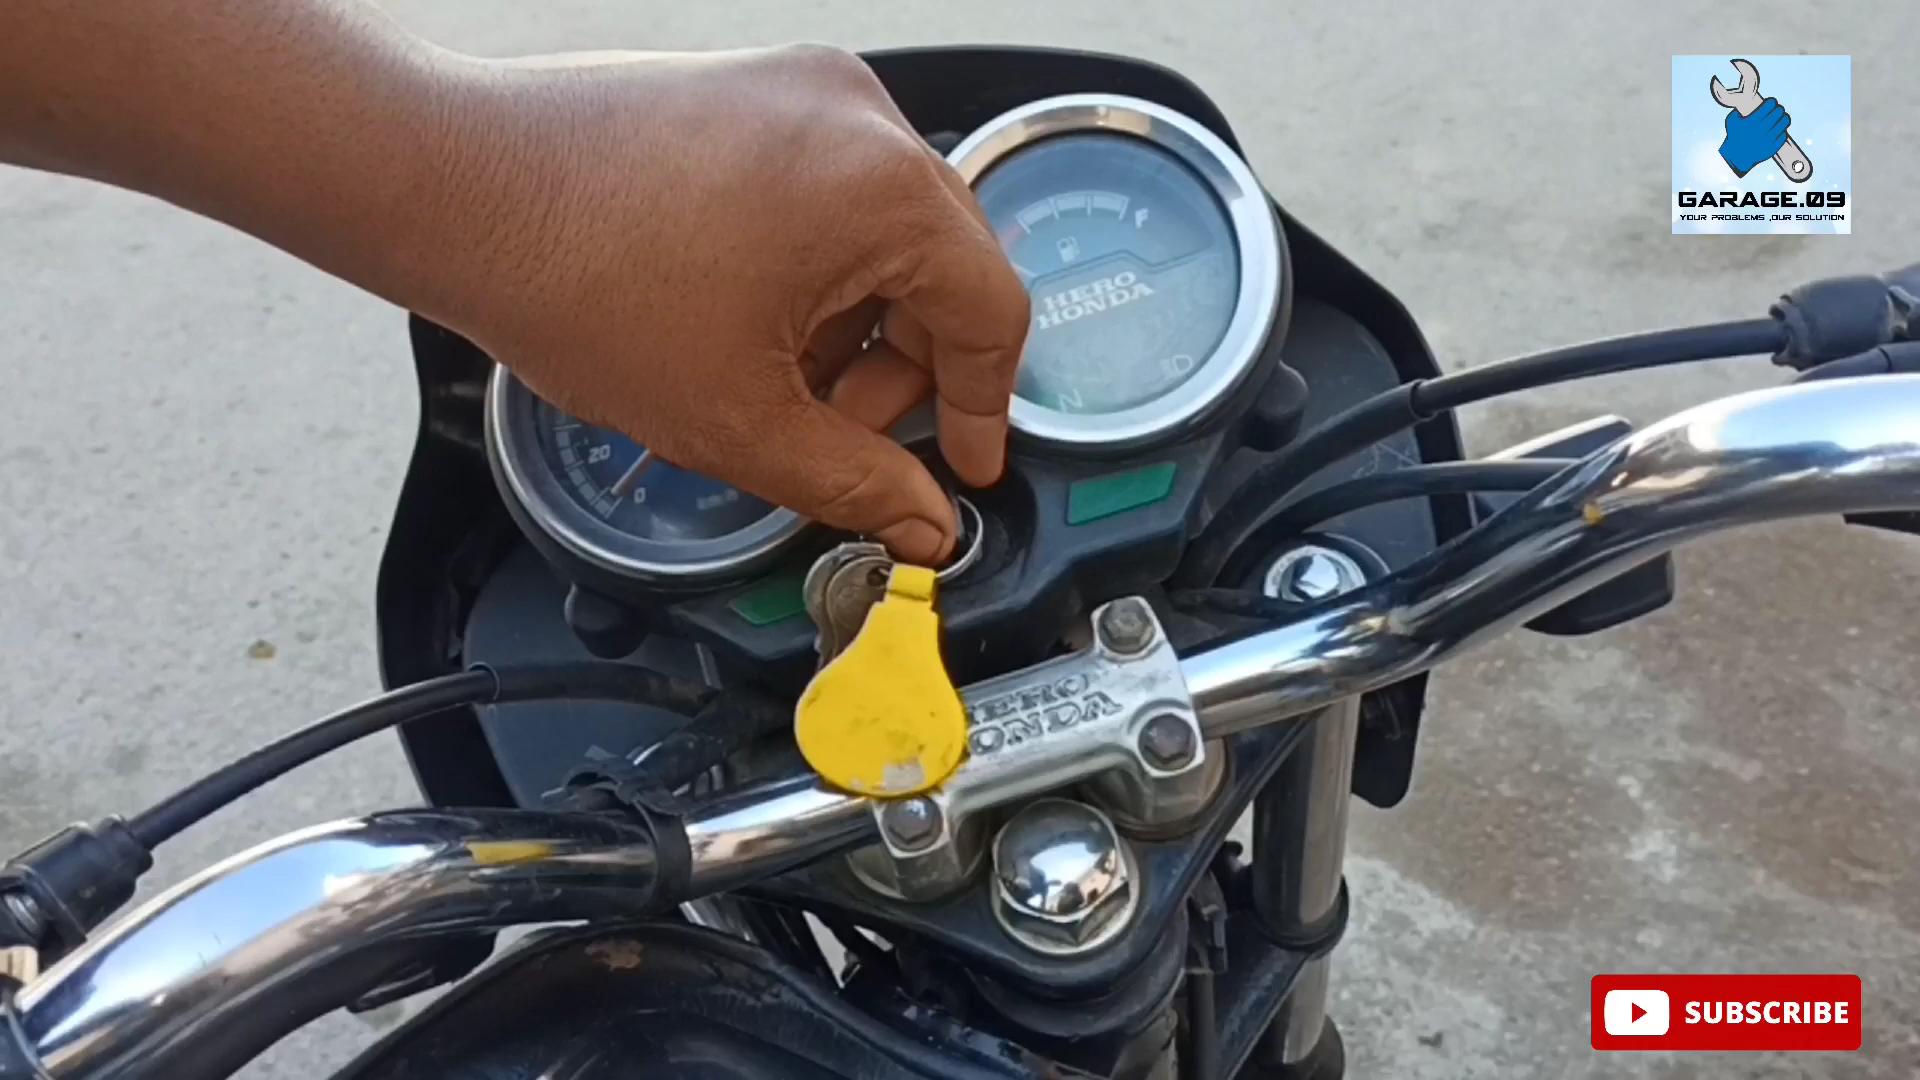 GARAGE.09
YOUR PROBLEMS ,OUR SOLUTION
F
HERO
HONDA
N
20
0
HERO
HONDA
SUBSCRIBE